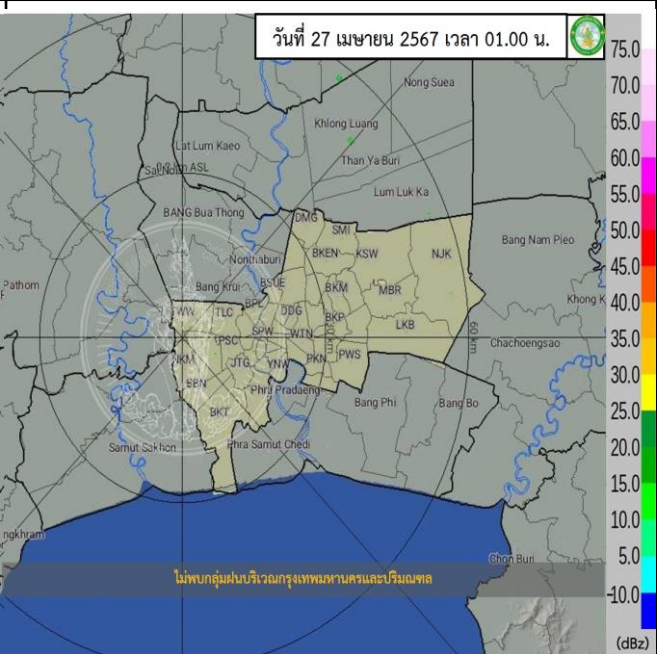 วันที่ 27 เมษายน 2567 เวลา 01.00 น.
75.0
Nong Suea
70.0
Khlong Luang
65.0
Lat Lum Kaeo
Than Ya Buri
60.0
Lum Luk Ka
55.0
BANG Bua Thong
DMG
50.0
SMI
Bang Nam Pieo
BKEN
KSW
NJK
Nonthaburi
45.0
Pathom
Bang Krui
BSUE
BKM
MBR
40.0
BPL
Khong K
TWW
TLC
DDG
BKP
LKB
SPW
WTN
35.0
PSC
60 km
Chachoengsao
PWS
NKM
JTG
YNW
PKN
30.0
BBN
Phra Pradaeng
Bang Phi
Bang Bo
25.0
BKT
20.0
Samut Sakhon
Phra Samut Chedi
15.0
10.0
ngkhram
5.0
Chon Buri
ไม่พบกลุ่มฝนบริเวณกรุงเทพมหานครและปริมณฑล
-10.0
(dBz)